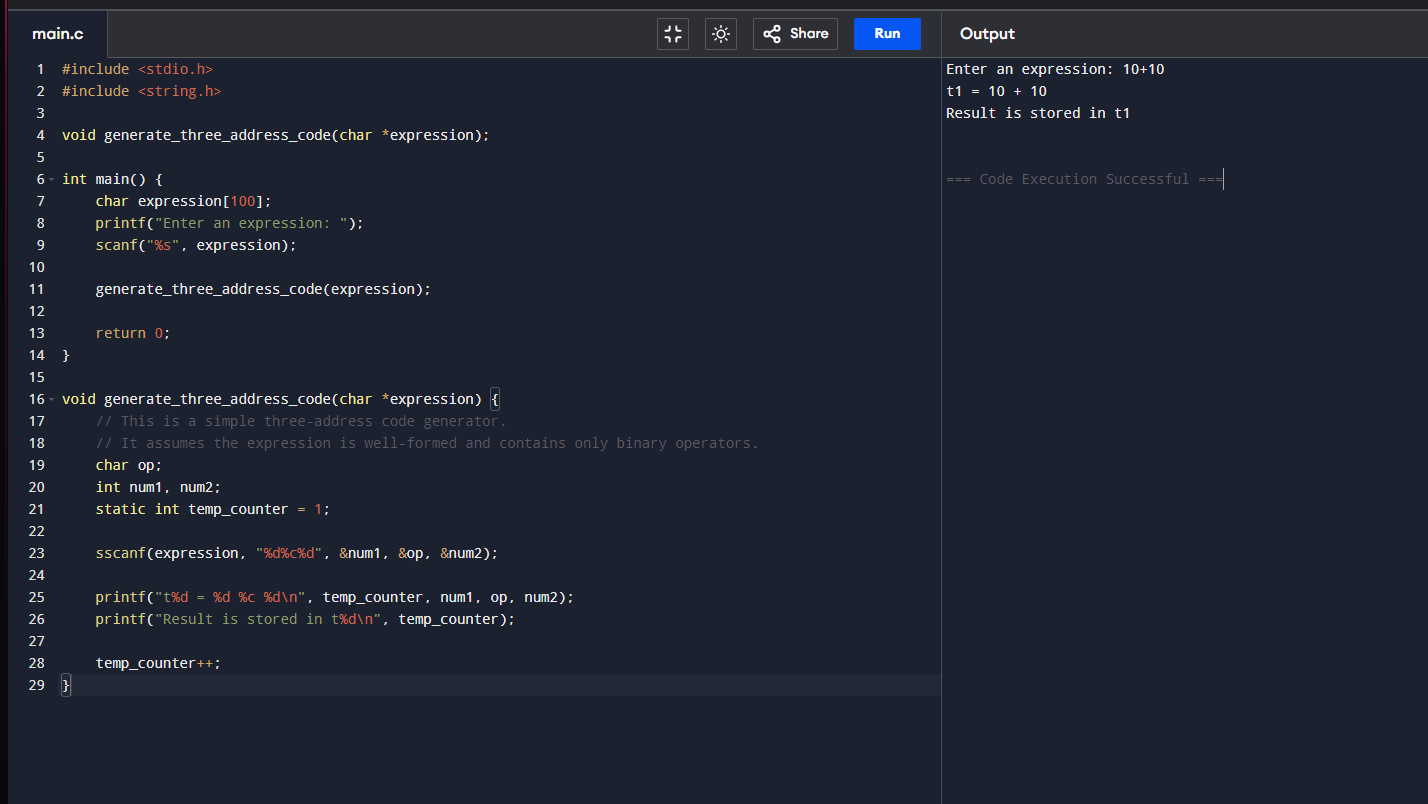 main.c
Share
Run
Output
1 #include <stdio.h>
2 #include <string.h>
3
4 void generate_three_address_code(char *expression);
5
6 int main() {
7     char expression[100];
8     printf("Enter an expression: ");
9     scanf("%s", expression);
10
11     generate_three_address_code(expression);
12
13     return 0;
14 }
15
16 void generate_three_address_code(char *expression) {
17     // This is a simple three-address code generator.
18     // It assumes the expression is well-formed and contains only binary operators.
19     char op;
20     int num1, num2;
21     static int temp_counter = 1;
22
23     sscanf(expression, "%d%c%d", &num1, &op, &num2);
24
25     printf("t%d = %d %c %d\n", temp_counter, num1, op, num2);
26     printf("Result is stored in t%d\n", temp_counter);
27
28     temp_counter++;
29 }
Enter an expression: 10+10
t1 = 10 + 10
Result is stored in t1
=== Code Execution Successful ===